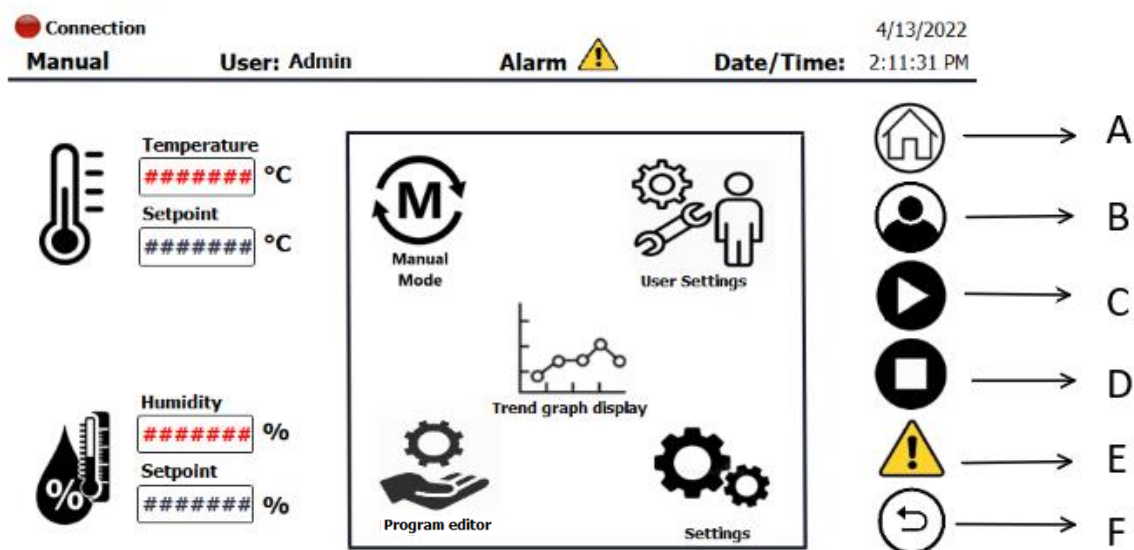 Connection
4/13/2022
Manual
User: Admin
Alarm
Date/Time:
2:11:31 PM
Temperature
####### °C
Setpoint
####### °C
Humidity
####### %
Setpoint
####### %
%
M
Manual
Mode
User Settings
Trend graph display
Program editor
Settings
A
B
C
D
E
F